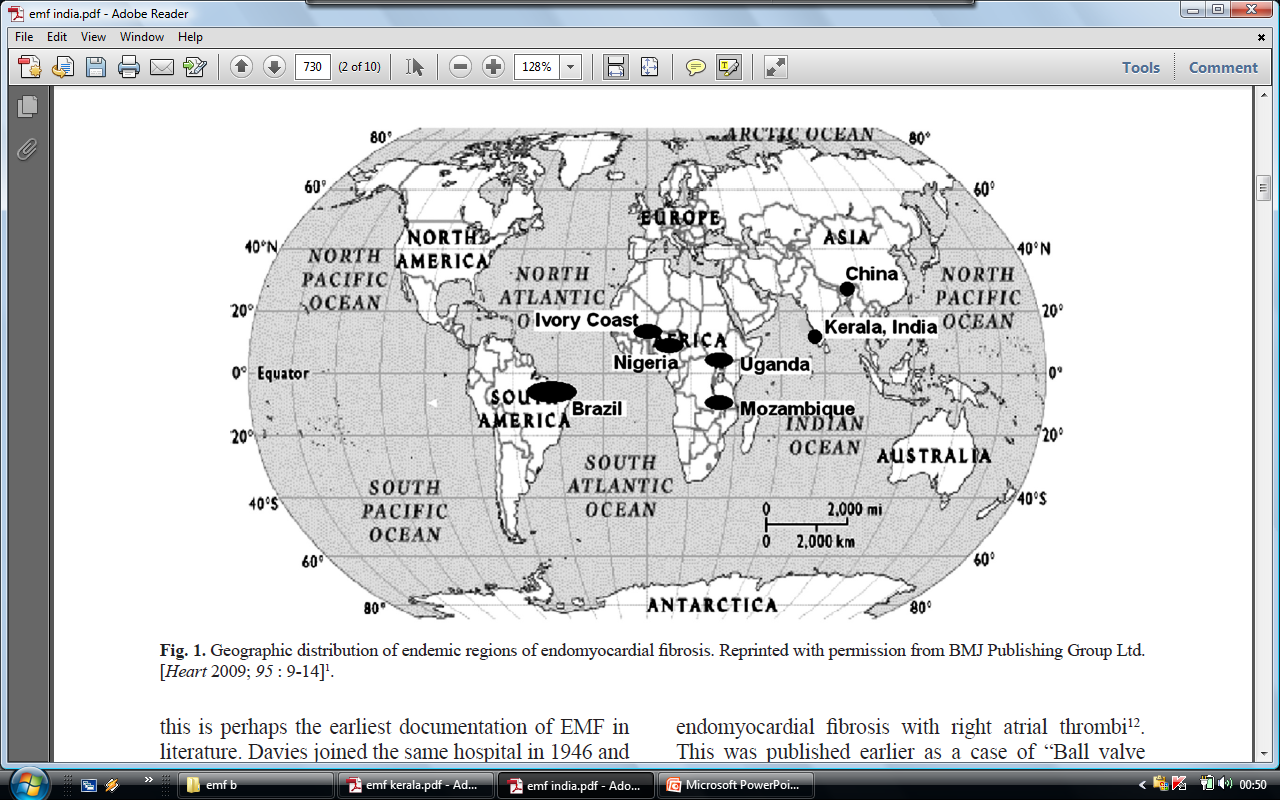 emf india.pdf - Adobe Reader
File Edit View Window Help
730 (2 of 10) 128% Tools Comment
ARCTIC OCEAN
80° 80°
60° 60°
EUROPE
NORTH AMERICA
ASIA
40°N 40°N
NORTH PACIFIC OCEAN
NORTH ATLANTIC
China
NORTH PACIFIC OCEAN
20° 20°
Ivory Coast
Kerala, India
Nigeria
Uganda
0° Equator 0°
Brazil
SOUTH AMERICA
Mozambique
INDIAN OCEAN
20° 20°
AUSTRALIA
SOUTH PACIFIC OCEAN
SOUTH ATLANTIC OCEAN
40°S 40°S
0 2,000 mi
0 2,000 km
60° 60°
ANTARCTICA
80° 80°
Fig. 1. Geographic distribution of endemic regions of endomyocardial fibrosis. Reprinted with permission from BMJ Publishing Group Ltd.
[Heart 2009; 95 : 9-14]¹.
this is perhaps the earliest documentation of EMF in
literature. Davies joined the same hospital in 1946 and
endomyocardial fibrosis with right atrial thrombi¹².
This was published earlier as a case of “Ball valve
emf b
emf kerala.pdf - Ad...
emf india.pdf - Ado...
Microsoft PowerPoi...
00:50